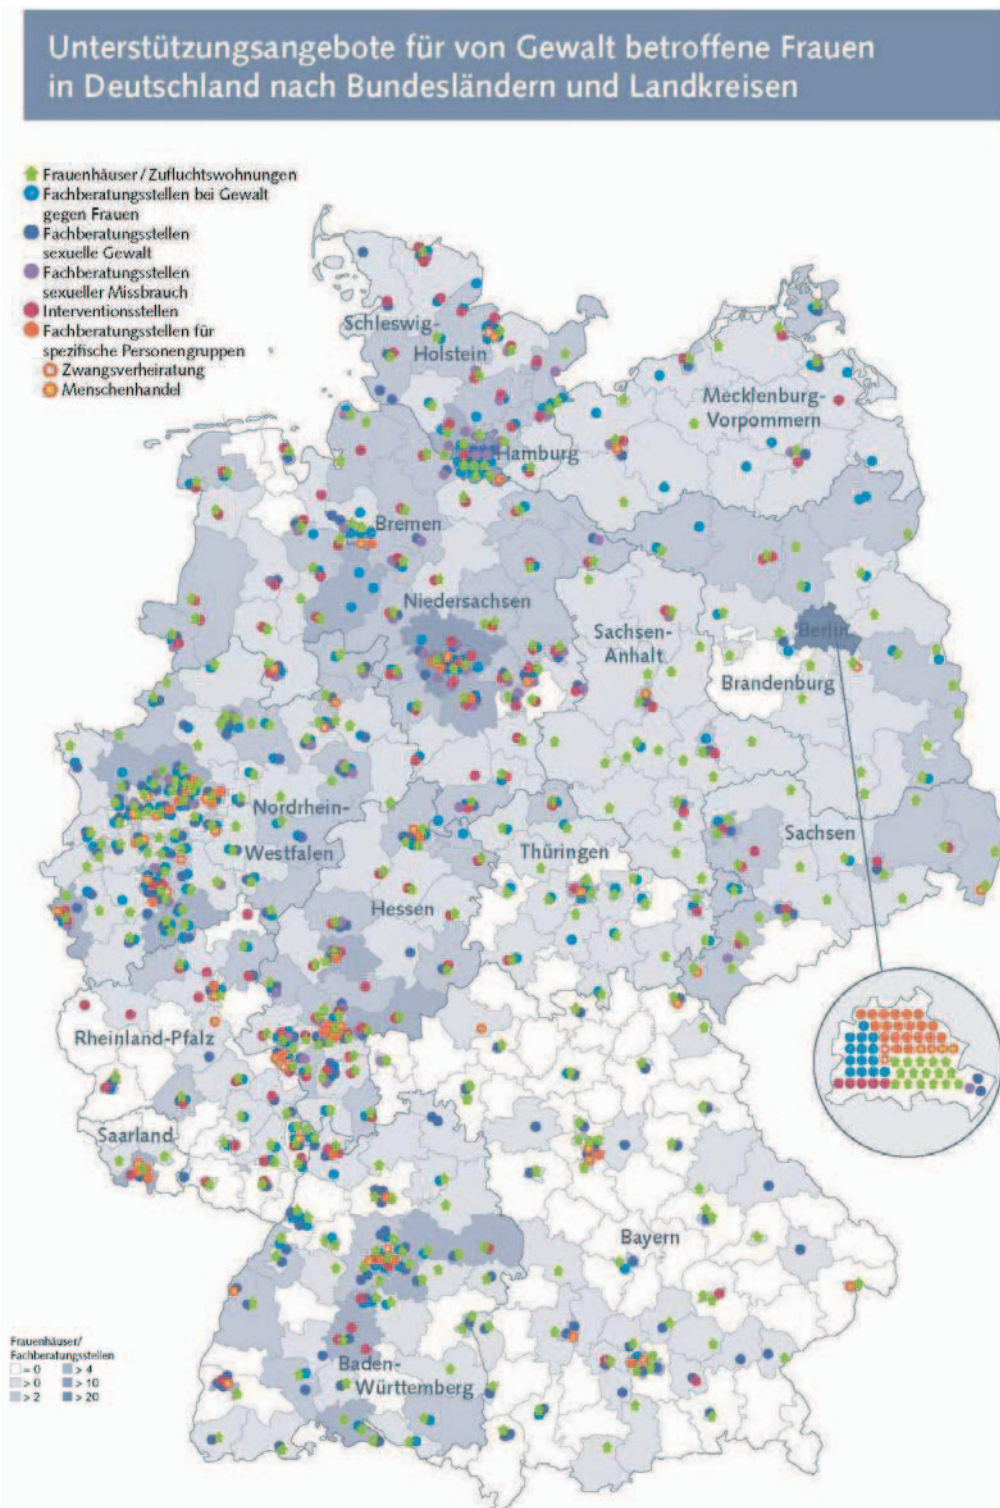 Unterstützungsangebote für von Gewalt betroffene Frauen
in Deutschland nach Bundesländern und Landkreisen
Frauenhäuser / Zufluchtswohnungen
Fachberatungsstellen bei Gewalt
gegen Frauen
Fachberatungsstellen
sexuelle Gewalt
Fachberatungsstellen
sexueller Missbrauch
Interventionsstellen
Fachberatungsstellen für
spezifische Personengruppen
Zwangsverheiratung
Menschenhandel
Schleswig-
Holstein
Mecklenburg-
Vorpommern
Hamburg
Bremen
Niedersachsen
Sachsen-
Anhalt
Berlin
Brandenburg
Nordrhein-
Westfalen
Thüringen
Sachsen
Hessen
Rheinland-Pfalz
Saarland
Bayern
Baden-
Württemberg
Frauenhäuser/
Fachberatungsstellen
= 0 > 4
> 0 > 10
> 2 > 20